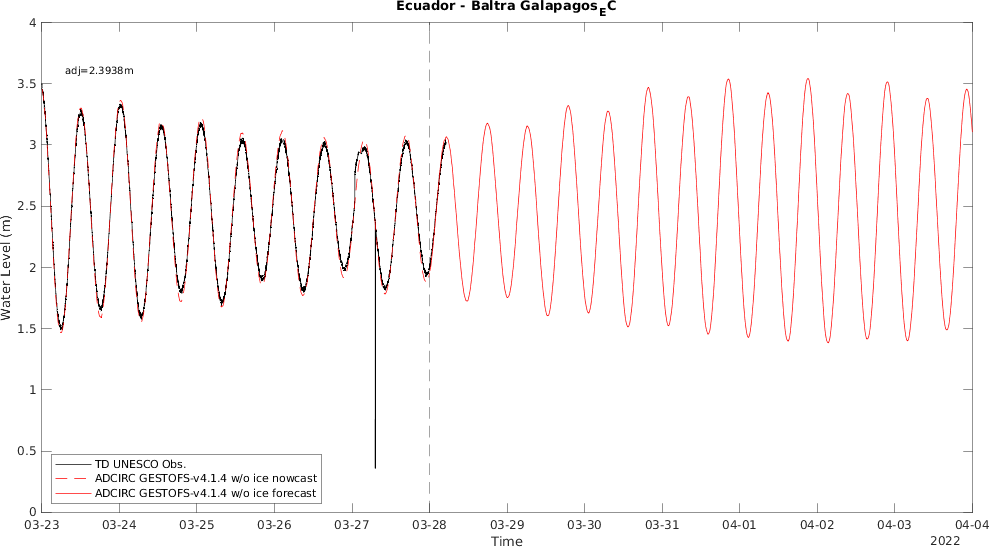 Ecuador - Baltra Galapagos_EC
adj=2.3938m
4
3.5
3
2.5
2
1.5
1
0.5
0
Water Level (m)
TD UNESCO Obs.
ADCIRC GESTOFS-v4.1.4 w/o ice nowcast
ADCIRC GESTOFS-v4.1.4 w/o ice forecast
03-23 03-24 03-25 03-26 03-27 03-28 03-29 03-30 03-31 04-01 04-02 04-03 04-04
Time
2022